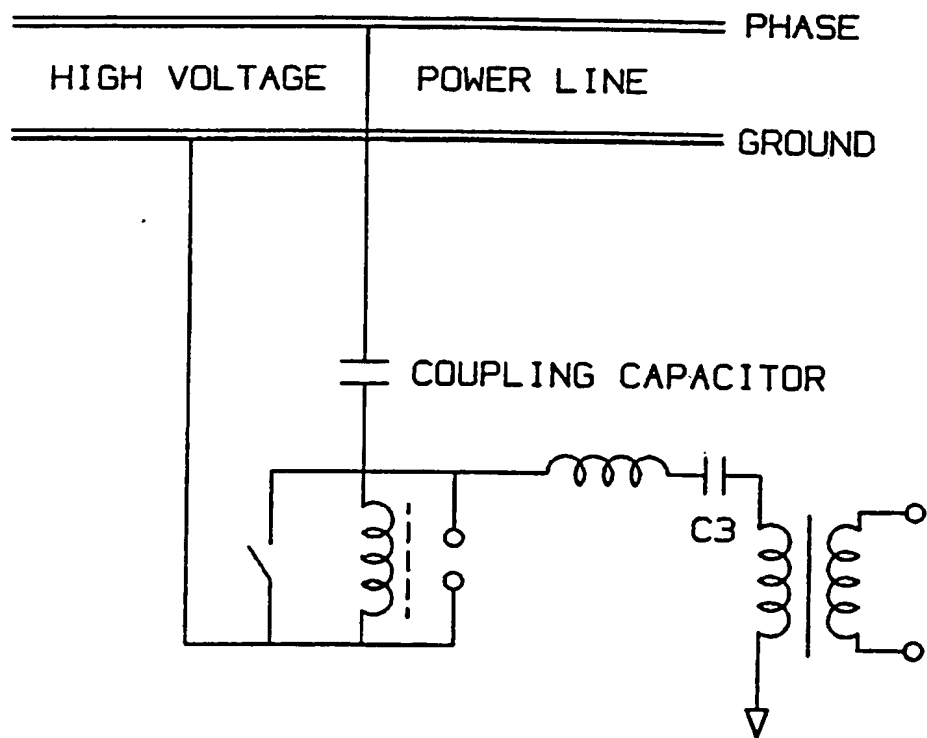 PHASE
HIGH VOLTAGE POWER LINE
GROUND
COUPLING CAPACITOR
C3